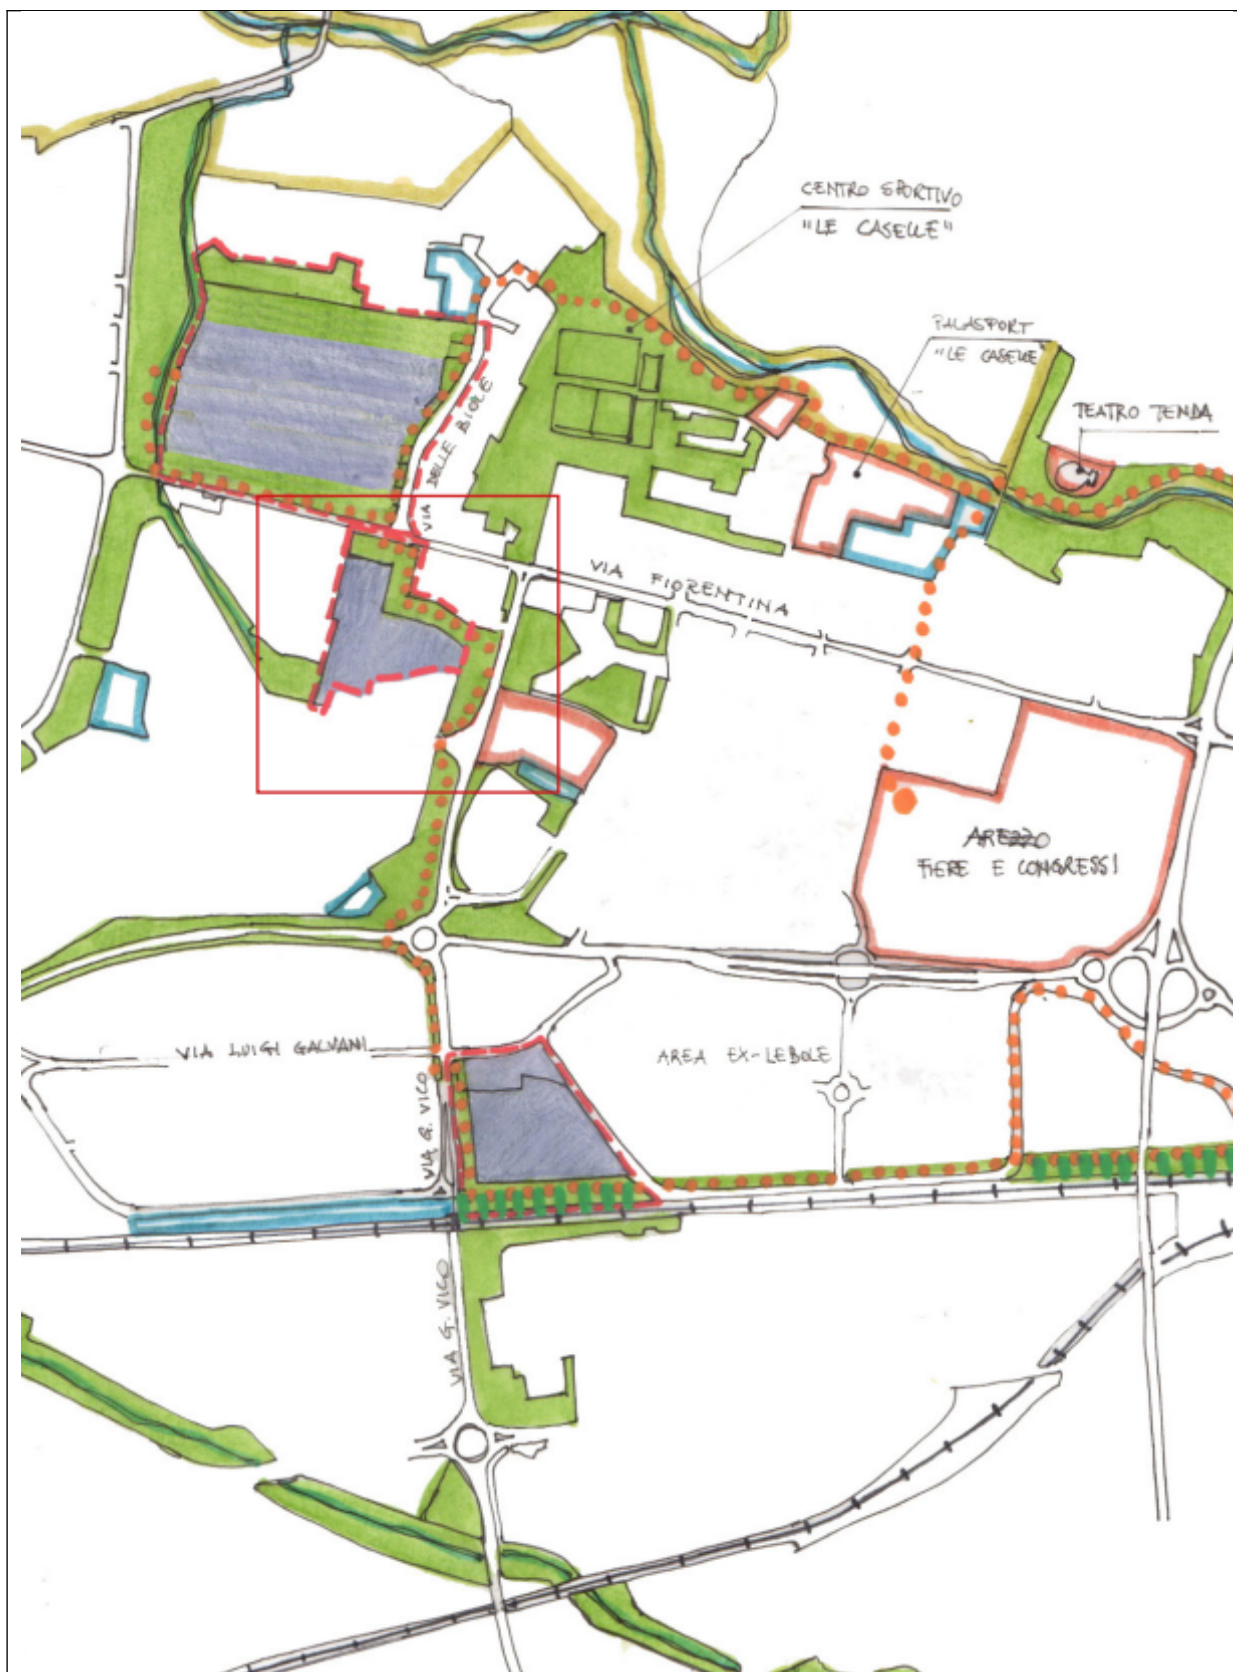 CENTRO SPORTIVO
"LE CASELLE"
PALASPORT
"LE CASELLE
TEATRO TENDA
VIA DELLE BIOLE
VIA FIORENTINA
AREZZO
FIERE E CONGRESSI
VIA LUIGI GALVANI
AREA EX-LEBOLE
VIA G. VICO
VIA G. VICO